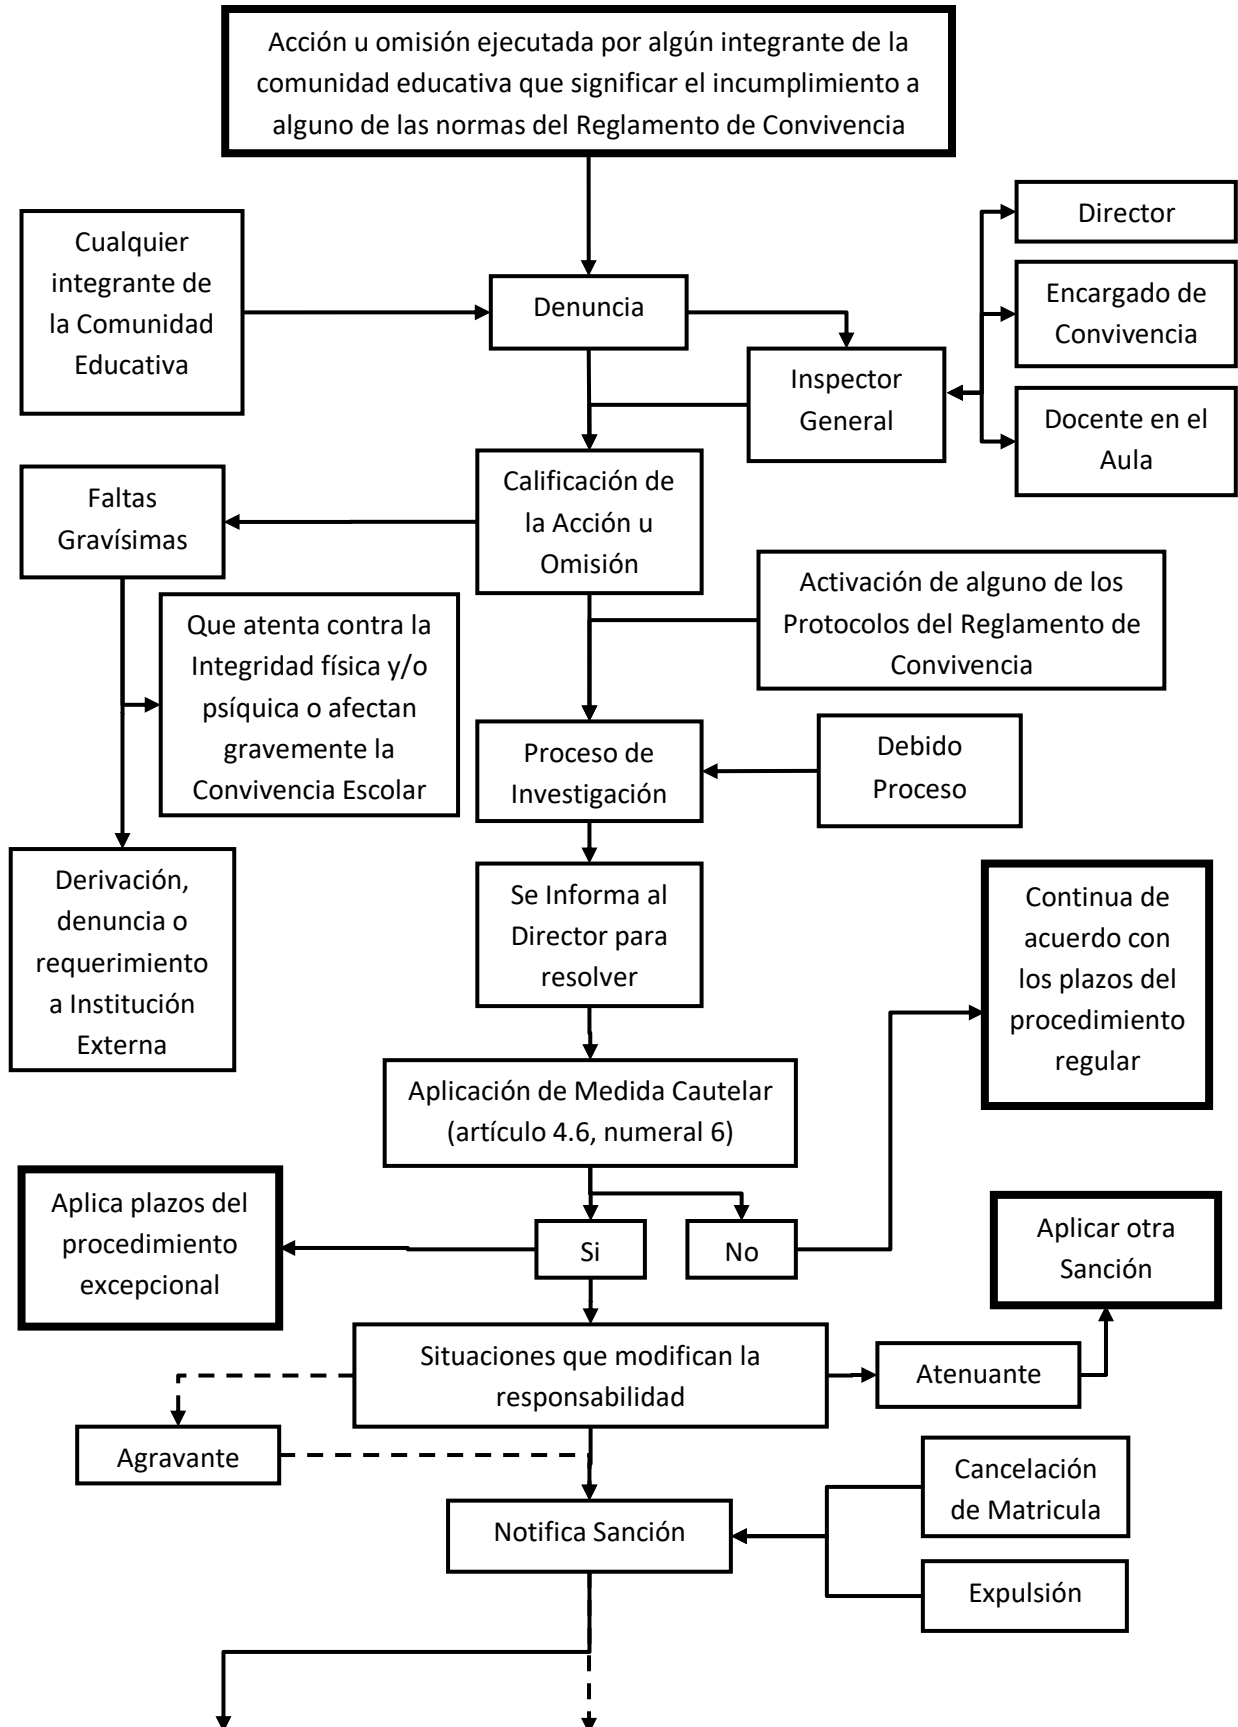 Acción u omisión ejecutada por algún integrante de la
comunidad educativa que significar el incumplimiento a
alguno de las normas del Reglamento de Convivencia
Cualquier
integrante de
la Comunidad
Educativa
Denuncia
Director
Encargado de
Convivencia
Inspector
General
Docente en el
Aula
Faltas
Gravísimas
Calificación de
la Acción u
Omisión
Activación de alguno de los
Protocolos del Reglamento de
Convivencia
Que atenta contra la
Integridad física y/o
psíquica o afectan
gravemente la
Convivencia Escolar
Proceso de
Investigación
Debido
Proceso
Derivación,
denuncia o
requerimiento
a Institución
Externa
Se Informa al
Director para
resolver
Continua de
acuerdo con
los plazos del
procedimiento
regular
Aplicación de Medida Cautelar
(artículo 4.6, numeral 6)
Aplica plazos del
procedimiento
excepcional
Si
No
Aplicar otra
Sanción
Situaciones que modifican la
responsabilidad
Atenuante
Agravante
Cancelación
de Matricula
Notifica Sanción
Expulsión